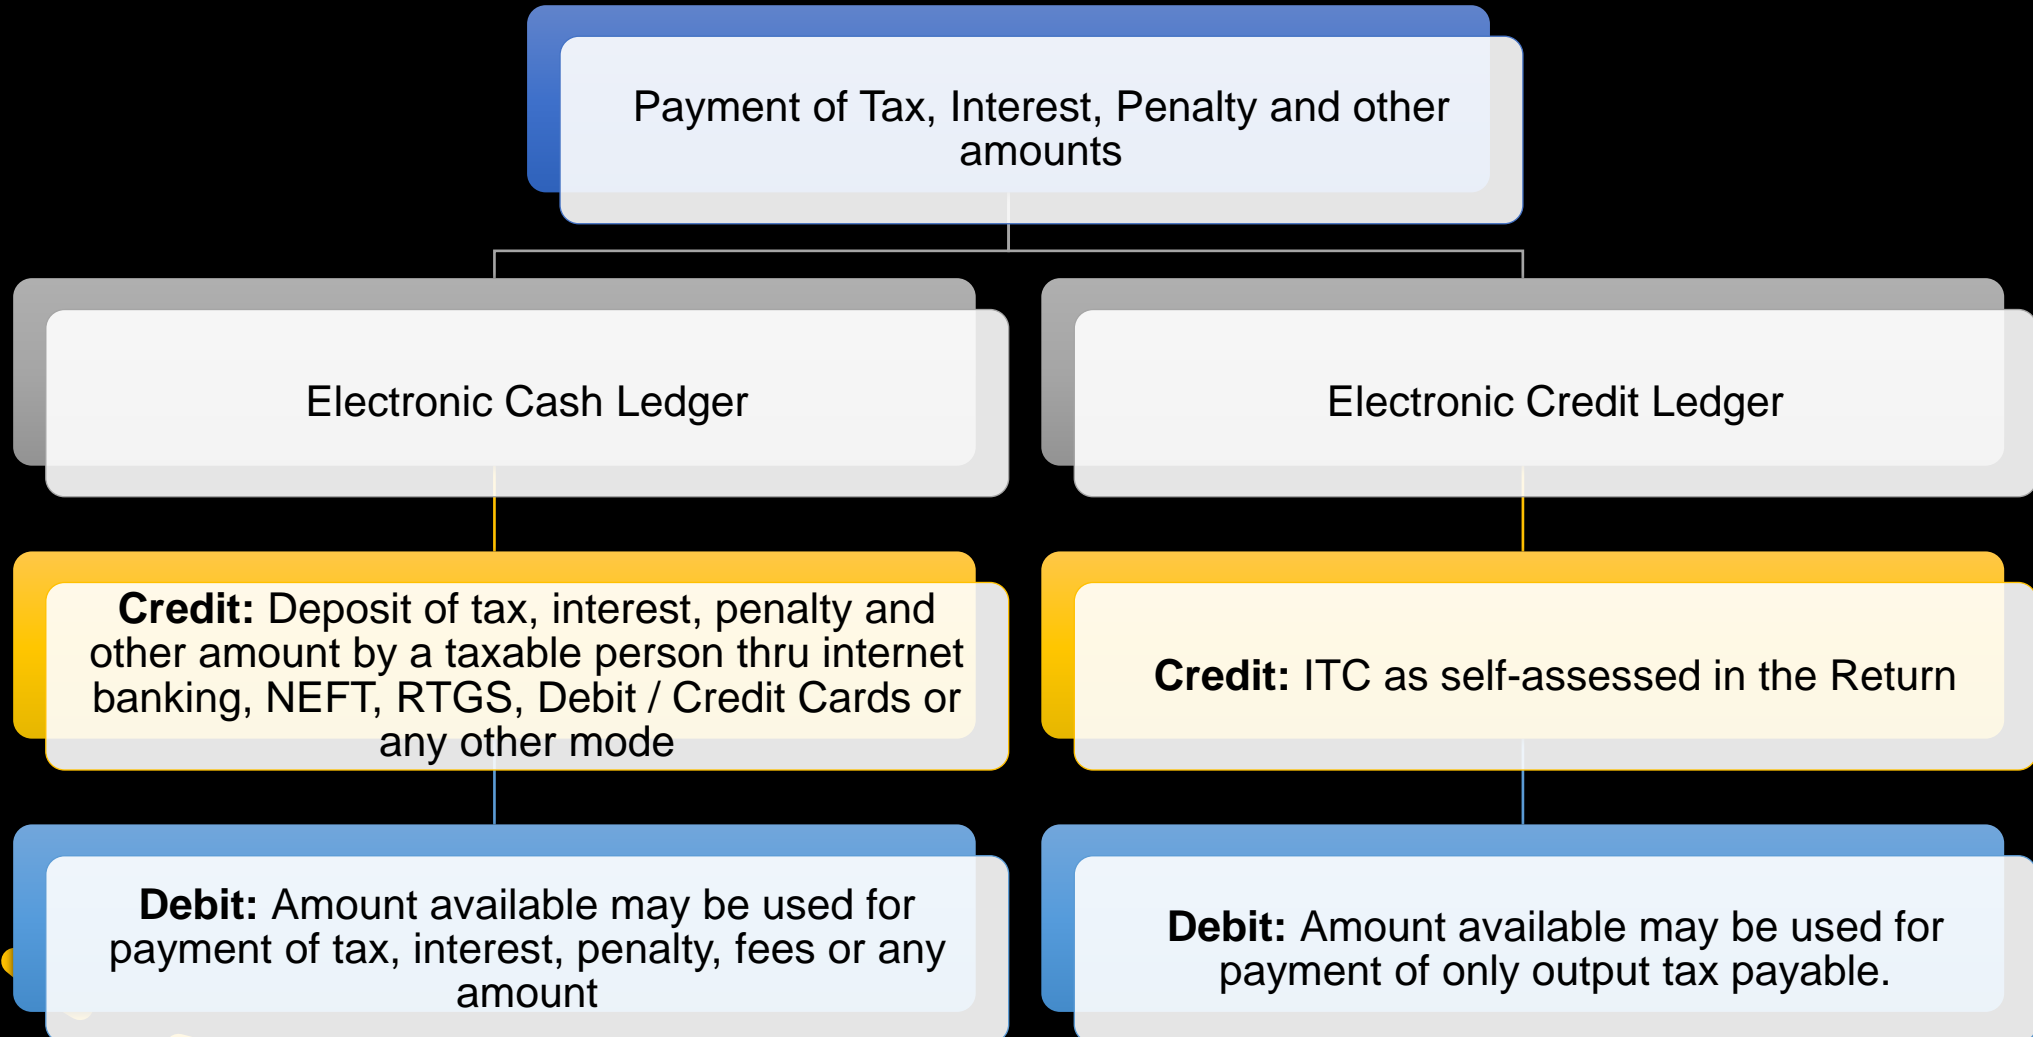 Payment of Tax, Interest, Penalty and other
amounts
Electronic Cash Ledger
Electronic Credit Ledger
Credit: Deposit of tax, interest, penalty and
other amount by a taxable person thru internet
banking, NEFT, RTGS, Debit / Credit Cards or
any other mode
Credit: ITC as self-assessed in the Return
Debit: Amount available may be used for
payment of tax, interest, penalty, fees or any
amount
Debit: Amount available may be used for
payment of only output tax payable.